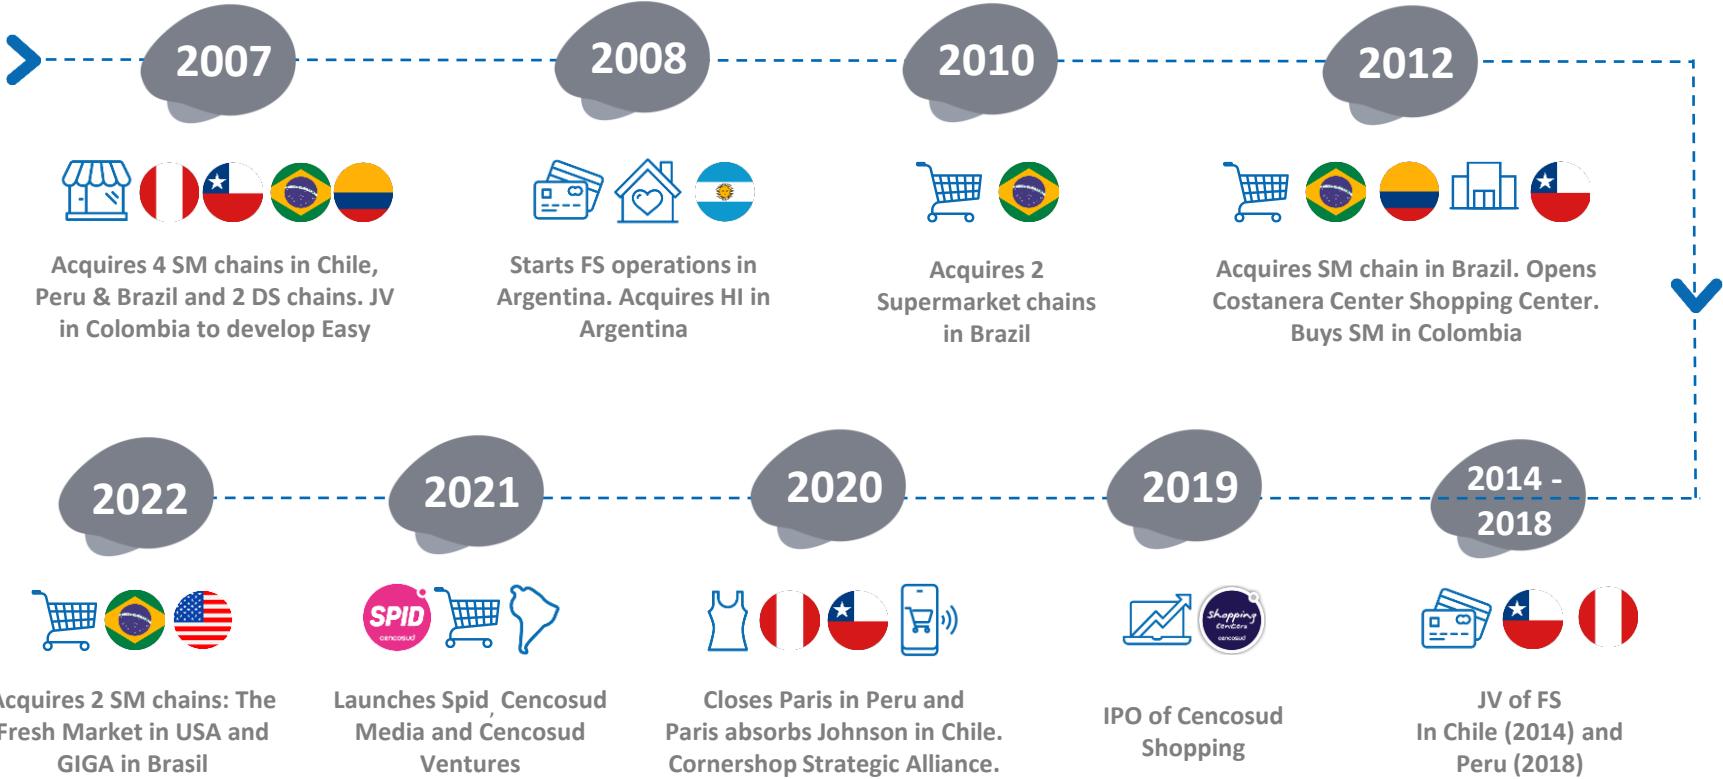 2007
2008
2010
2012
Acquires 4 SM chains in Chile,
Peru & Brazil and 2 DS chains. JV
in Colombia to develop Easy
Starts FS operations in
Argentina. Acquires HI in
Argentina
Acquires 2
Supermarket chains
in Brazil
Acquires SM chain in Brazil. Opens
Costanera Center Shopping Center.
Buys SM in Colombia
2022
2021
2020
2019
2014 -
2018
SPID
cencosud
shopping
centers
cencosud
Acquires 2 SM chains: The
Fresh Market in USA and
GIGA in Brasil
Launches Spid, Cencosud
Media and Cencosud
Ventures
Closes Paris in Peru and
Paris absorbs Johnson in Chile.
Cornershop Strategic Alliance.
IPO of Cencosud
Shopping
JV of FS
In Chile (2014) and
Peru (2018)